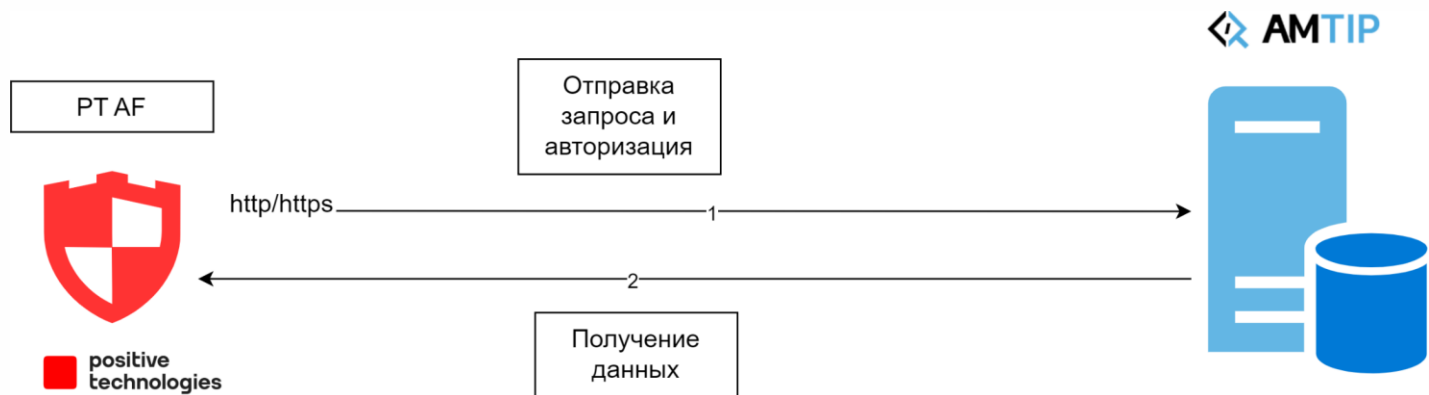 AMTIP
PT AF
Отправка
запроса и
авторизация
http/https
1
2
Получение
данных
positive
technologies